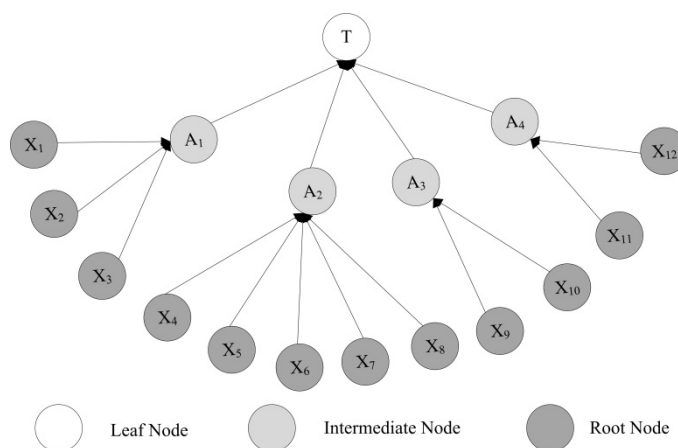 T
A₄
X₁
A₁
X₁₂
A₂
A₃
X₂
X₁₁
X₃
X₁₀
X₄
X₉
X₅
X₆
X₇
X₈
Leaf Node
Intermediate Node
Root Node